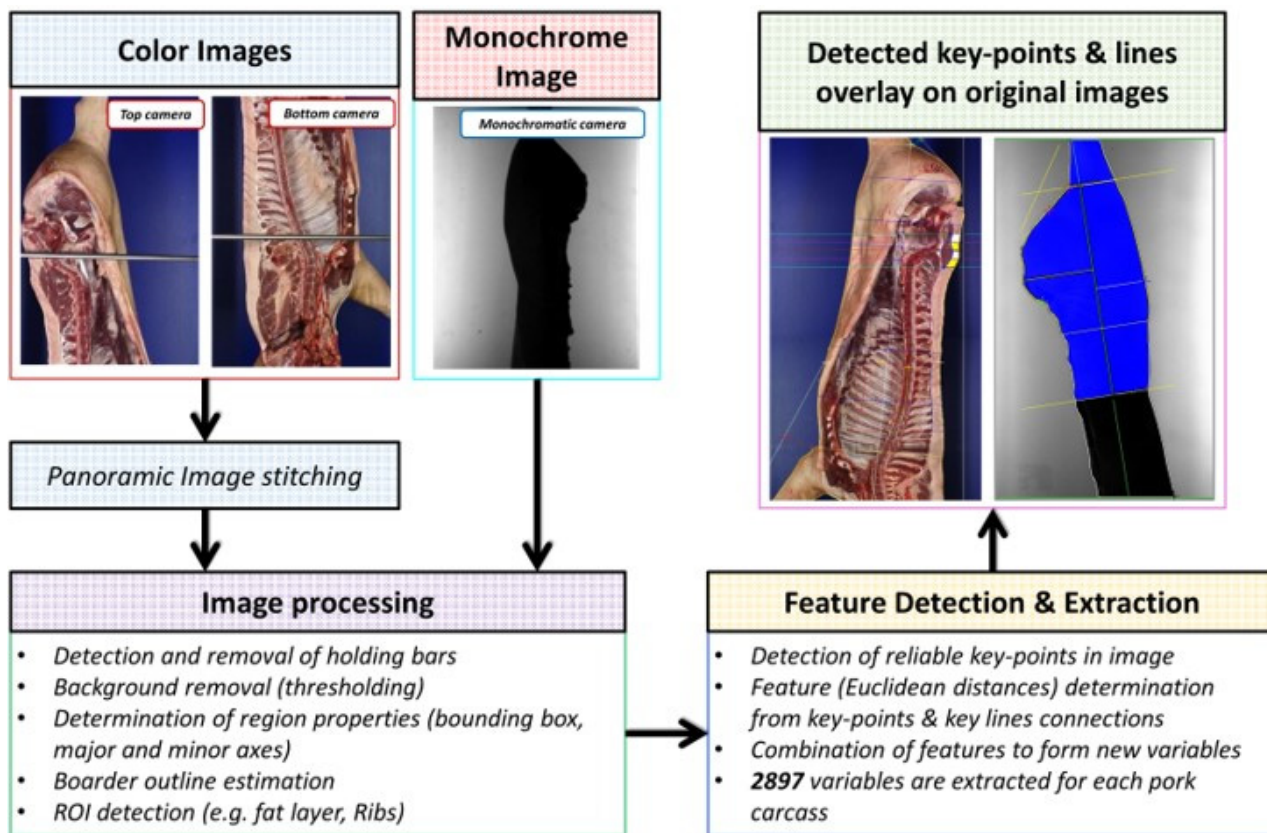 Color Images
Top camera
Bottom camera
Monochrome
Image
Monochromatic camera
Detected key-points & lines
overlay on original images
Panoramic Image stitching
Image processing
• Detection and removal of holding bars
• Background removal (thresholding)
• Determination of region properties (bounding box,
major and minor axes)
• Boarder outline estimation
• ROI detection (e.g. fat layer, Ribs)
Feature Detection & Extraction
• Detection of reliable key-points in image
• Feature (Euclidean distances) determination
from key-points & key lines connections
• Combination of features to form new variables
• 2897 variables are extracted for each pork
carcass